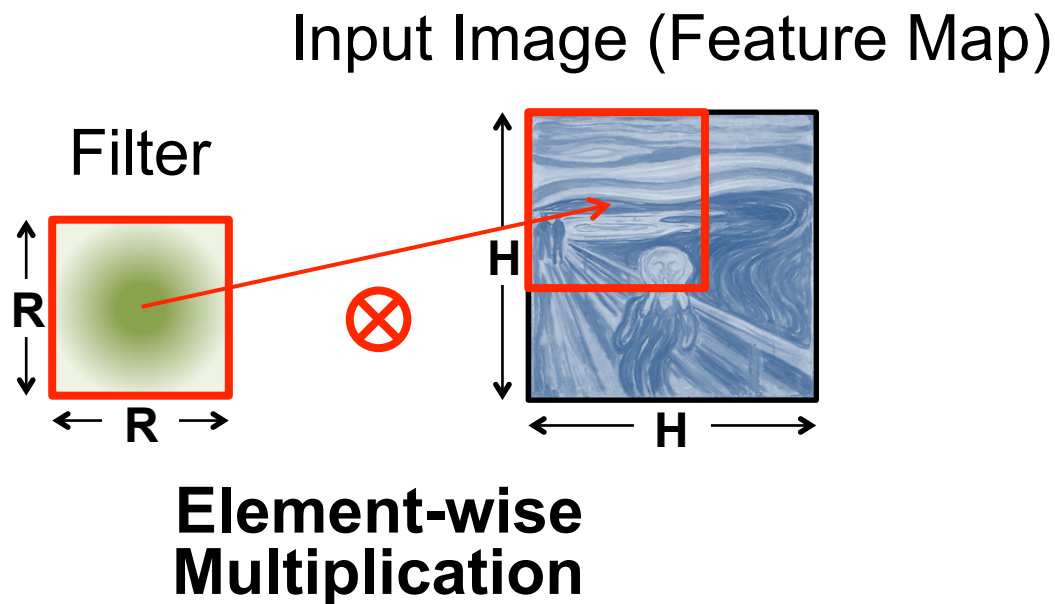 Input Image (Feature Map)
Filter
R
R
H
H
Element-wise
Multiplication